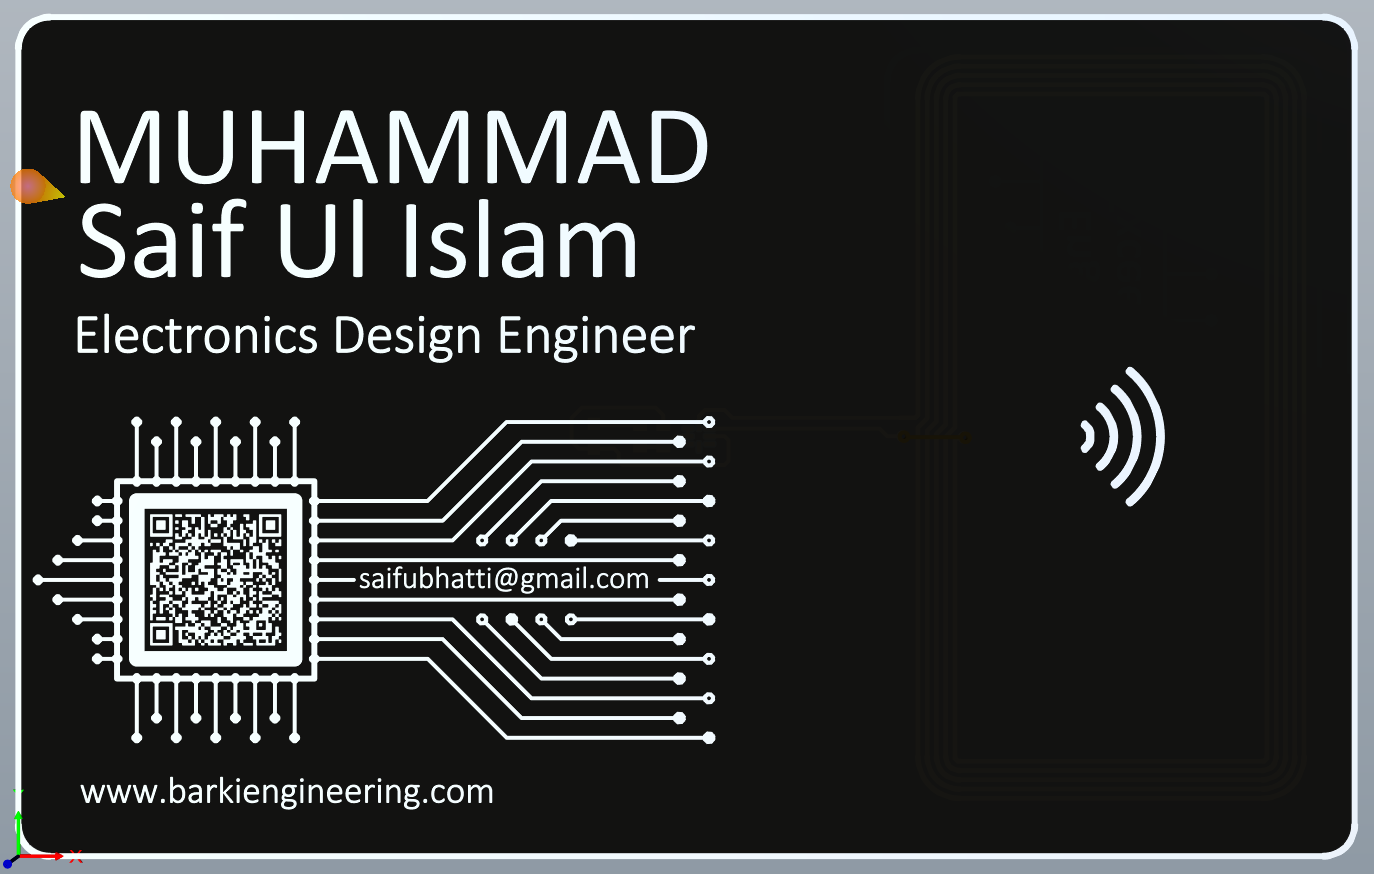 MUHAMMAD
Saif Ul Islam
Electronics Design Engineer
saifubhatti@gmail.com
www.barkiengineering.com
X